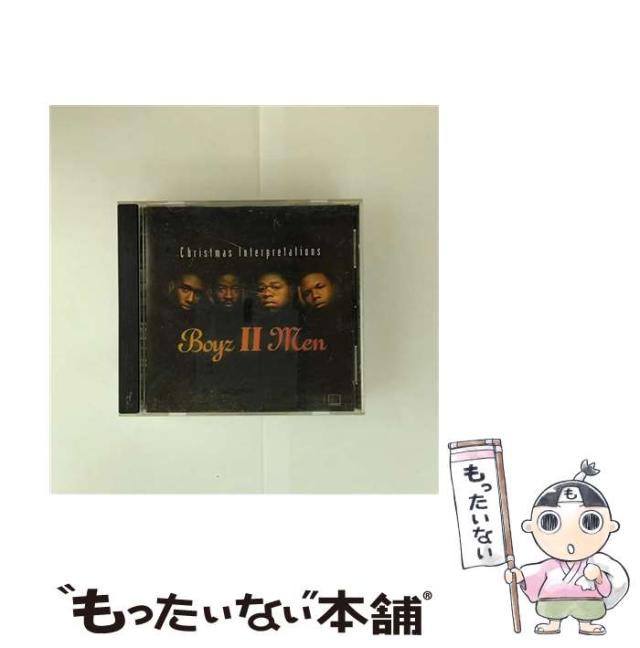 Christmas Interpretations
Boyz II Men
もったいない
も
"もったいない"本舗®